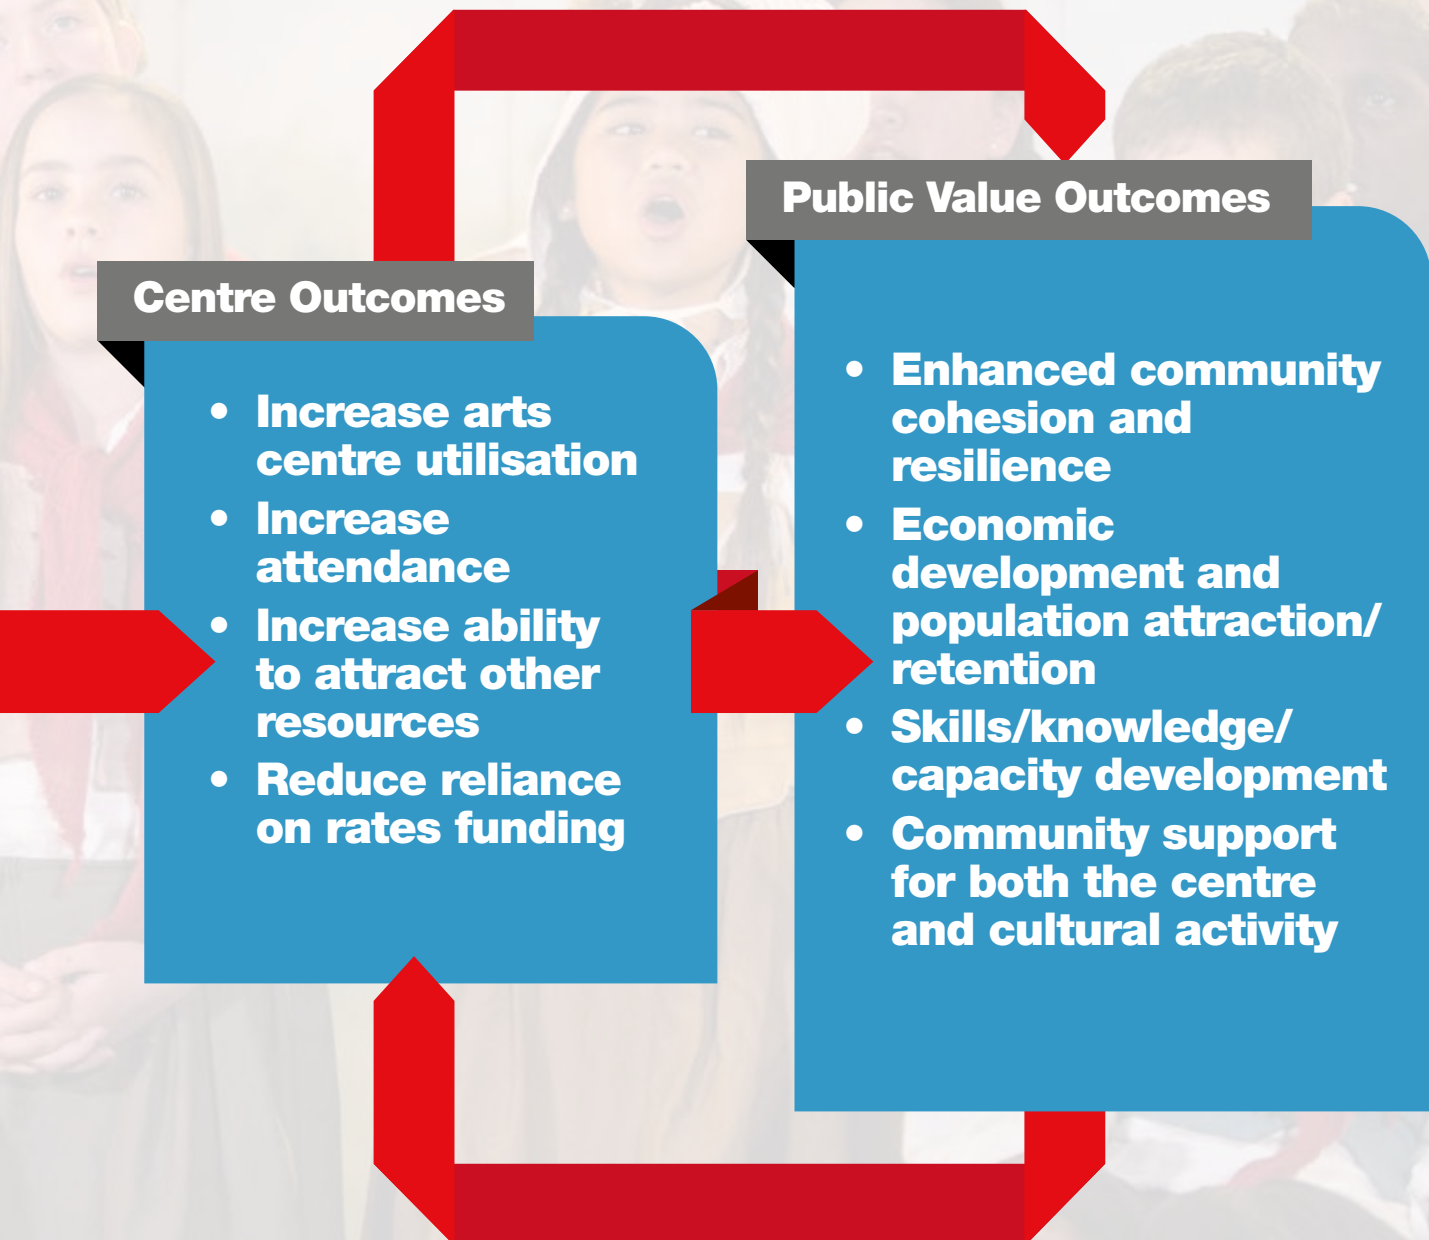 Centre Outcomes
• Increase arts
centre utilisation
• Increase
attendance
• Increase ability
to attract other
resources
• Reduce reliance
on rates funding
Public Value Outcomes
• Enhanced community
cohesion and
resilience
• Economic
development and
population attraction/
retention
• Skills/knowledge/
capacity development
• Community support
for both the centre
and cultural activity